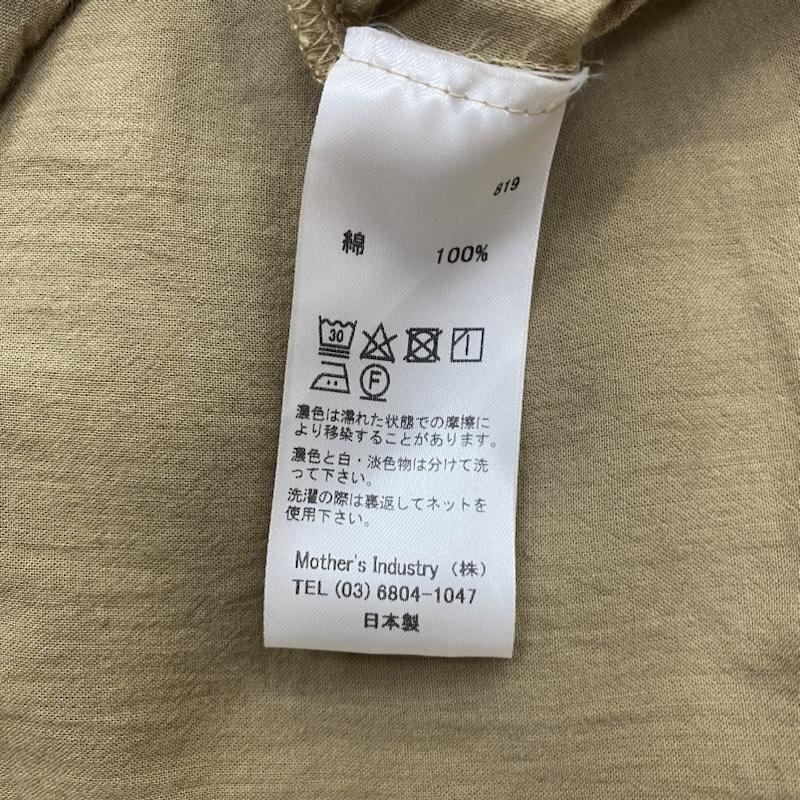 819
綿 100%
30
F
濃色は濡れた状態での摩擦に
より移染することがあります。
濃色と白・淡色物は分けて洗
って下さい。
洗濯の際は裏返してネットを
使用下さい。
Mother's Industry（株）
TEL (03) 6804-1047
日本製